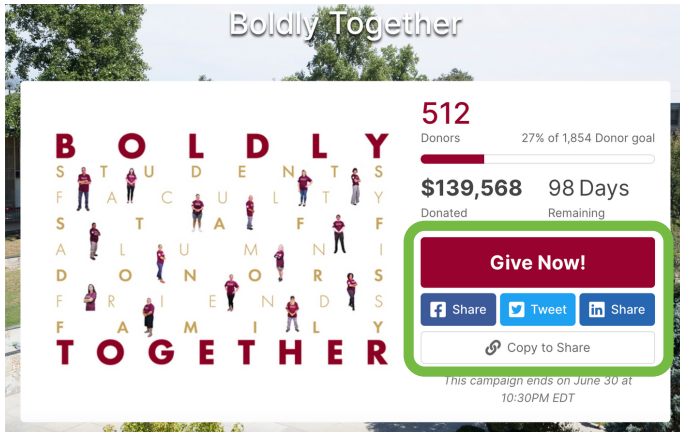 Boldly Together
BOLDLY
STUDENTS
FACULTY
STAFF
ALUMNI
DONORS
FRIENDS
FAMILY
TOGETHER
512
Donors
27% of 1,854 Donor goal
$139,568
98 Days
Donated
Remaining
Give Now!
Share
Tweet
in Share
Copy to Share
This campaign ends on June 30 at
10:30PM EDT